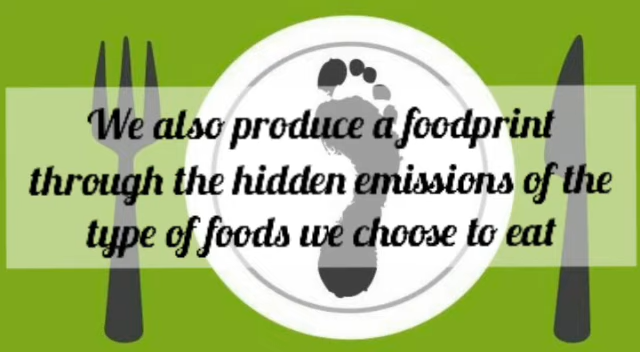 We also produce a foodprint
through the hidden emissions of the
type of foods we choose to eat